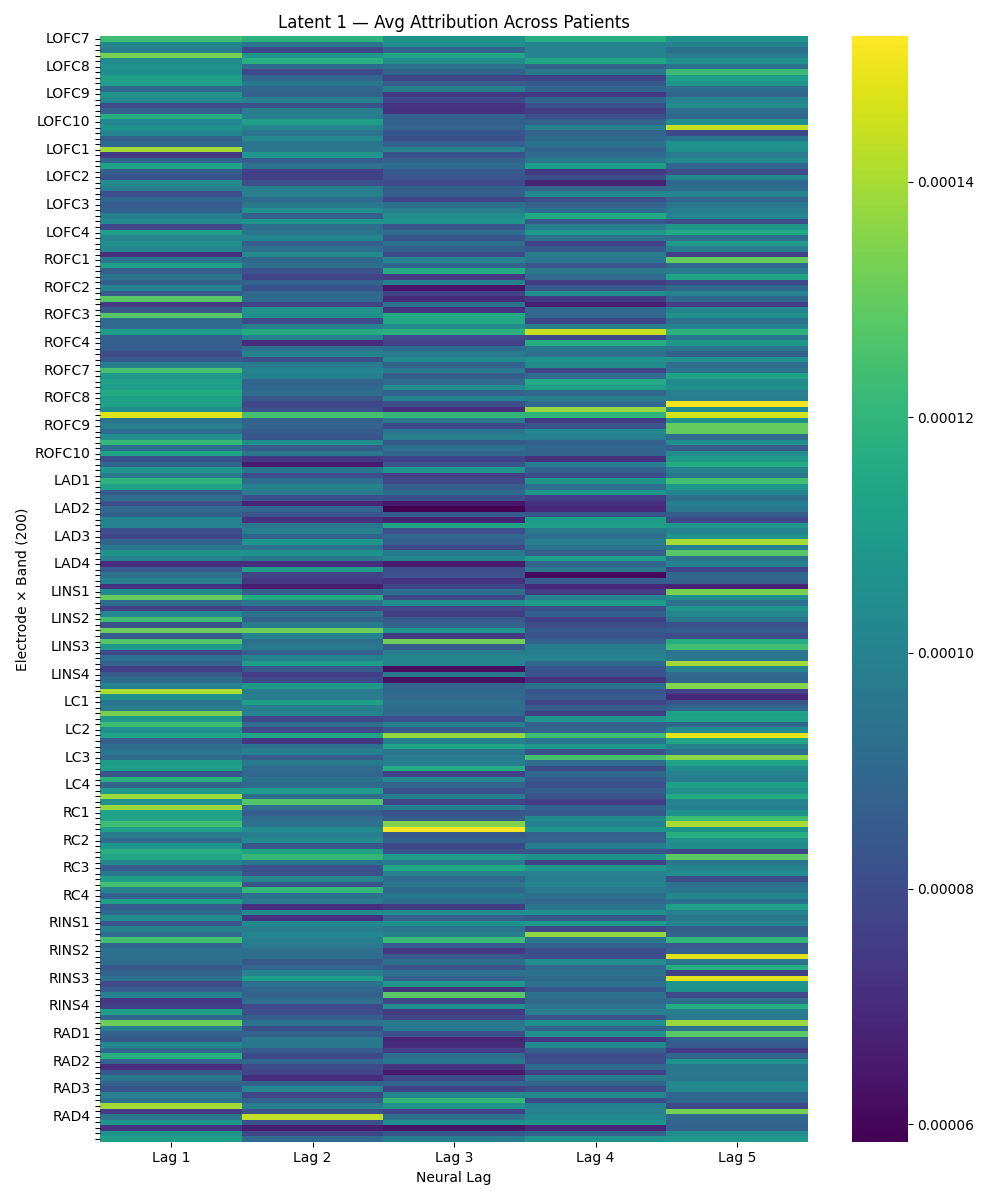 Latent 1 — Avg Attribution Across Patients
LOFC7
LOFC8
LOFC9
LOFC10
LOFC1
LOFC2
LOFC3
LOFC4
ROFC1
ROFC2
ROFC3
ROFC4
ROFC7
ROFC8
ROFC9
ROFC10
LAD1
LAD2
LAD3
LAD4
LINS1
LINS2
LINS3
LINS4
LC1
LC2
LC3
LC4
RC1
RC2
RC3
RC4
RINS1
RINS2
RINS3
RINS4
RAD1
RAD2
RAD3
RAD4
Electrode × Band (200)
Lag 1 Lag 2 Lag 3 Lag 4 Lag 5
Neural Lag
0.00014
0.00012
0.00010
0.00008
0.00006